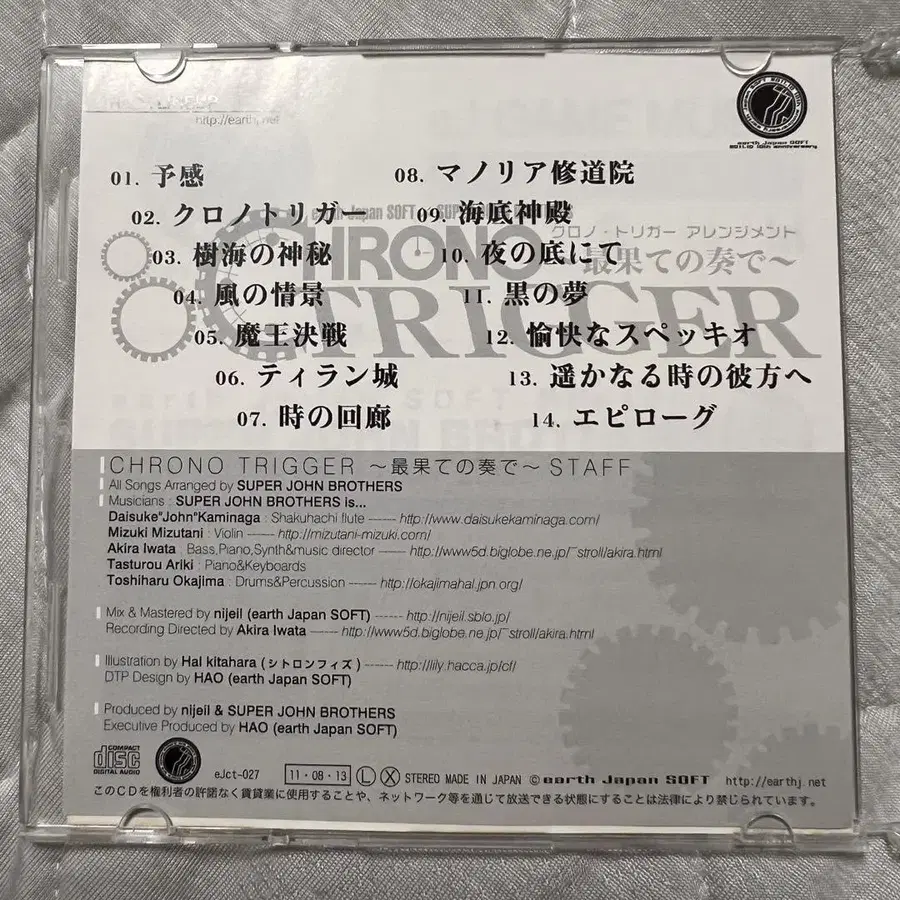 http://earthj.net
earth Japan SOFT
2011.10 10th anniversary
01. 予感
02. クロノトリガー
03. 樹海の神秘
04. 風の情景
05. 魔王決戦
06. ティラン城
07. 時の回廊
08. マノリア修道院
09. 海底神殿
10. 夜の底にて
11. 黒の夢
12. 愉快なスペッキオ
13. 遥かなる時の彼方へ
14. エピローグ
earth Japan SOFT × SUPER
クロノ・トリガー アレンジメント
CHRONO
最果ての奏で～
TRIGGER
CHRONO TRIGGER ～最果ての奏で～ STAFF
All Songs Arranged by SUPER JOHN BROTHERS
Musicians : SUPER JOHN BROTHERS is...
Daisuke"John"Kaminaga : Shakuhachi flute ------ http://www.daisukekaminaga.com/
Mizuki Mizutani : Violin ------ http://mizutani-mizuki.com/
Akira Iwata : Bass,Piano,Synth&music director ------ http://www5d.biglobe.ne.jp/~stroll/akira.html
Tasturou Ariki : Piano&Keyboards
Toshiharu Okajima : Drums&Percussion ------ http://okajimahal.jpn.org/
Mix & Mastered by nijeil (earth Japan SOFT) ------ http://nijeil.sblo.jp/
Recording Directed by Akira Iwata ------ http://www5d.biglobe.ne.jp/~stroll/akira.html
Illustration by Hal kitahara (シトロンフィズ) ------ http://lily.hacca.jp/cf/
DTP Design by HAO (earth Japan SOFT)
Produced by nijeil & SUPER JOHN BROTHERS
Executive Produced by HAO (earth Japan SOFT)
COMPACT disc DIGITAL AUDIO
eJct-027 11・08・13 Ⓛ Ⓧ STEREO MADE IN JAPAN ©earth Japan SOFT http://earthj.net
このCDを権利者の許諾なく賃貸業に使用することや、ネットワーク等を通じて放送できる状態にすることは法律により禁じられています。